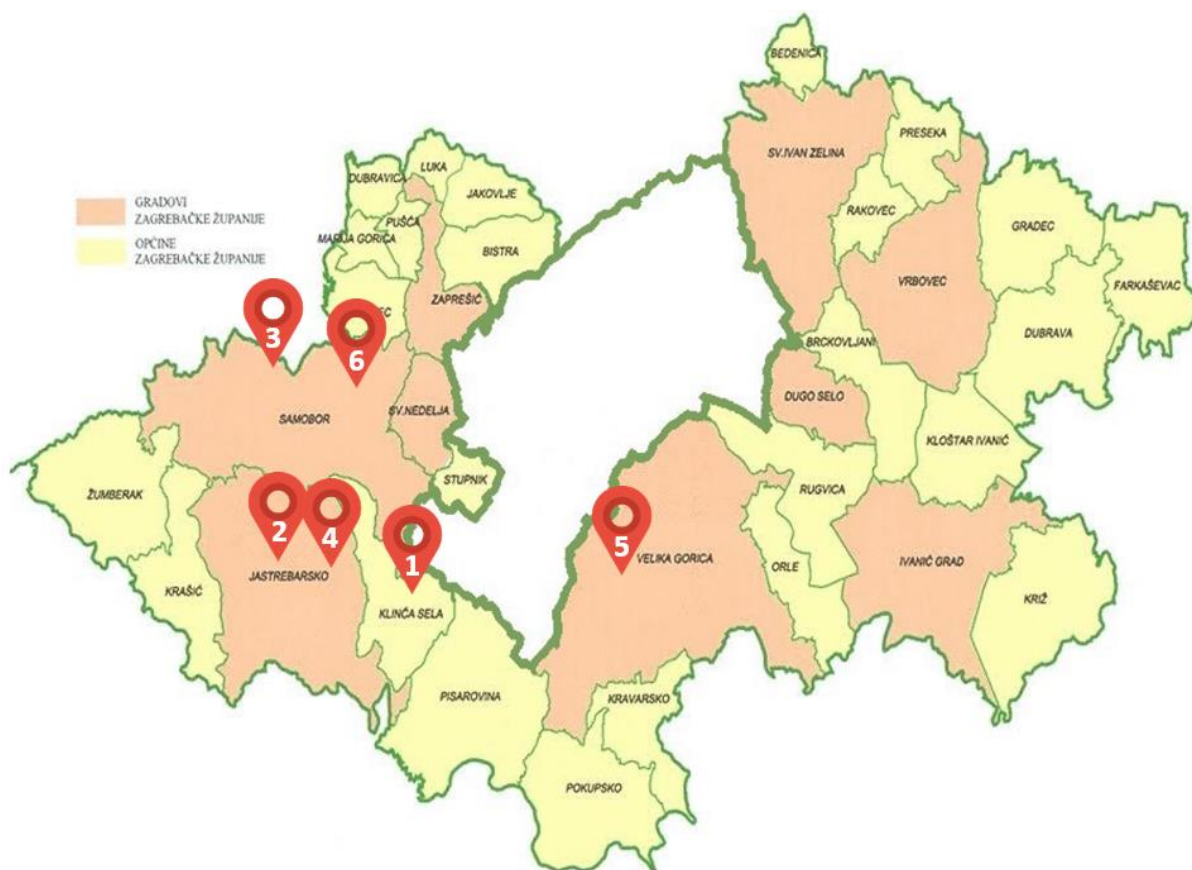 BEDENICA
PRESEKA
SV.IVAN ZELINA
LUKA
DUBRAVICA
JAKOVLJE
GRADOVI
ZAGREBAČKE ŽUPANIJE
RAKOVEC
PUŠĆA
GRADEC
MARIJA GORICA
OPĆINE
ZAGREBAČKE ŽUPANIJE
BISTRA
VRBOVEC
FARKAŠEVAC
ZAPREŠIĆ
EC
DUBRAVA
3
BRCKOVLJANI
6
DUGO SELO
SV.NEDELJA
SAMOBOR
KLOŠTAR IVANIĆ
STUPNIK
ŽUMBERAK
RUGVICA
2
4
5
VELIKA GORICA
IVANIĆ GRAD
1
ORLE
JASTREBARSKO
KRAŠIĆ
KRIŽ
KLINČA SELA
PISAROVINA
KRAVARSKO
POKUPSKO